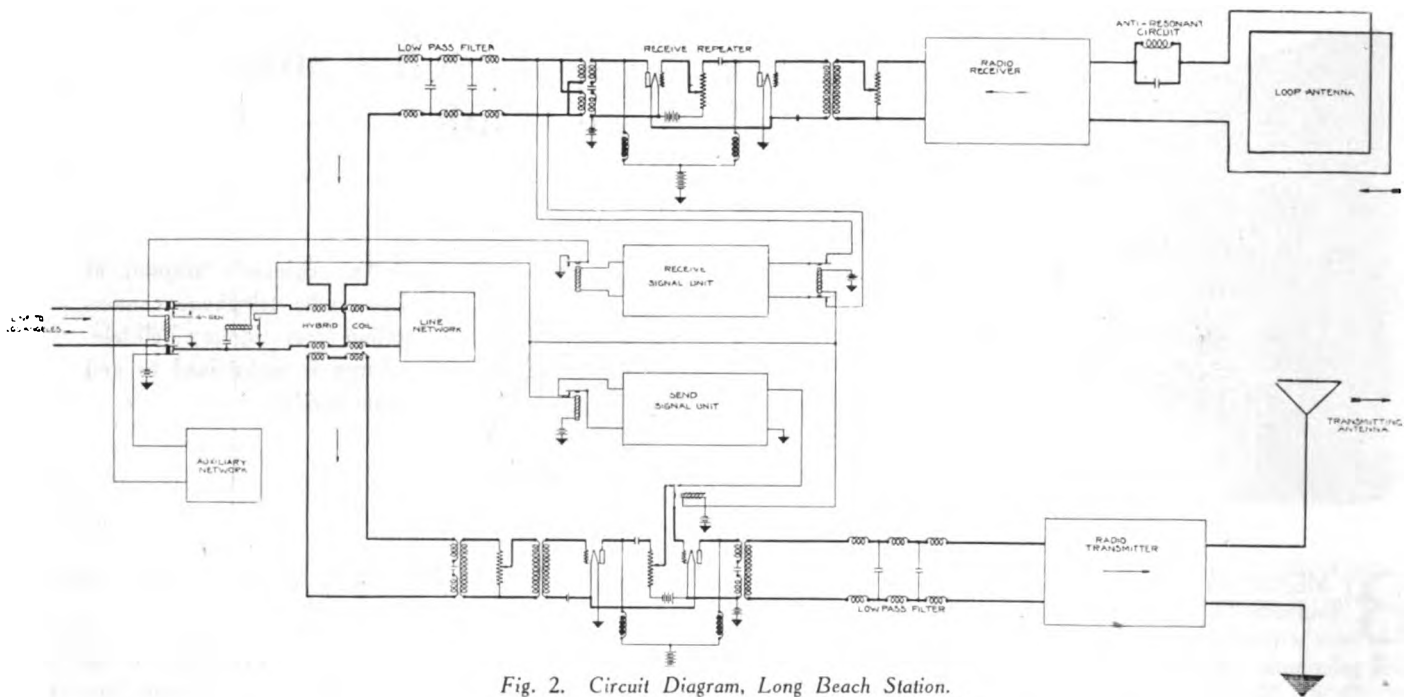 LOW PASS FILTER
RECEIVE REPEATER
ANTI-RESONANT
CIRCUIT
RADIO
RECEIVER
LOOP ANTENNA
RECEIVE
SIGNAL UNIT
HYBRID COIL
LINE
NETWORK
SEND
SIGNAL UNIT
AUXILIARY
NETWORK
TRANSMITTING
ANTENNA
RADIO
TRANSMITTER
LOW PASS FILTER
Fig. 2. Circuit Diagram, Long Beach Station.